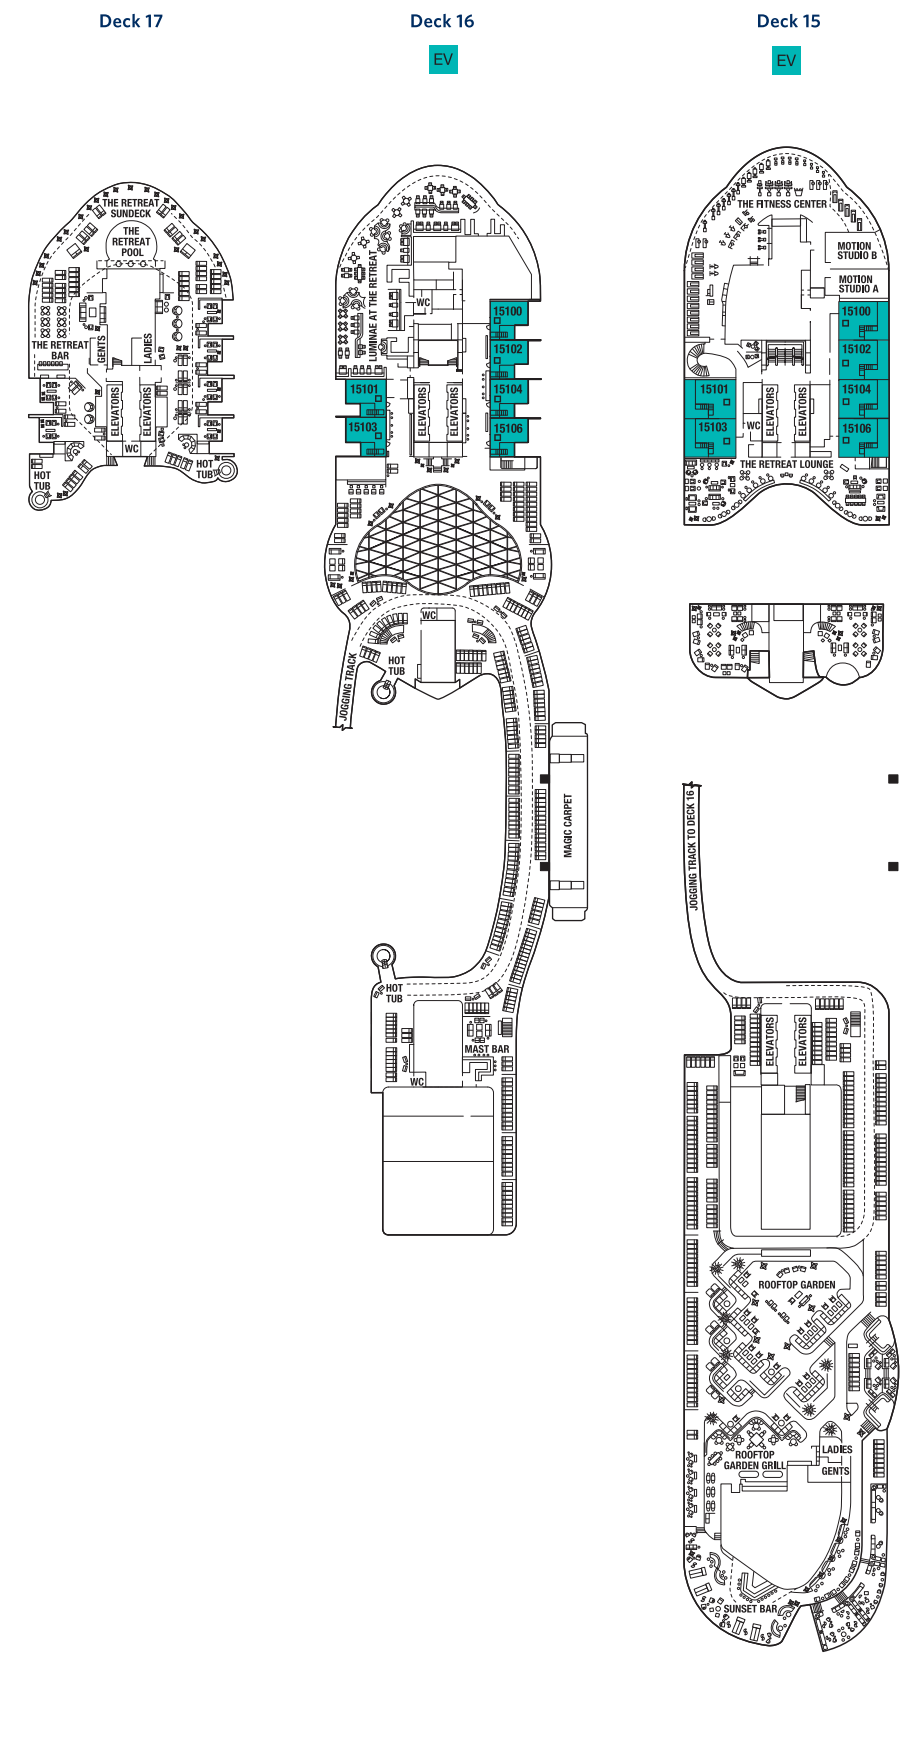 Deck 17
Deck 16
Deck 15
EV
EV
THE RETREAT
SUNDECK
THE
RETREAT
POOL
THE RETREAT
BAR
GENTS
LADIES
ELEVATORS
ELEVATORS
WC
HOT
TUB
HOT
TUB
LUMINAE AT THE RETREAT
WC
15100
15102
15101
15104
15103
15106
ELEVATORS
ELEVATORS
WC
HOT
TUB
JOGGING TRACK
MAGIC CARPET
HOT
TUB
MAST BAR
WC
THE FITNESS CENTER
MOTION
STUDIO B
MOTION
STUDIO A
15100
15102
15101
15104
15103
15106
ELEVATORS
ELEVATORS
WC
THE RETREAT LOUNGE
JOGGING TRACK TO DECK 16
ELEVATORS
ELEVATORS
ROOFTOP GARDEN
ROOFTOP
GARDEN GRILL
LADIES
GENTS
SUNSET BAR